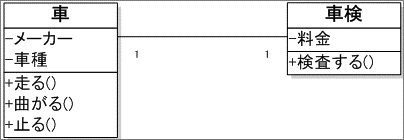 車
-メーカー
-車種
+走る()
+曲がる()
+止る()
1
1
車検
-料金
+検査する()